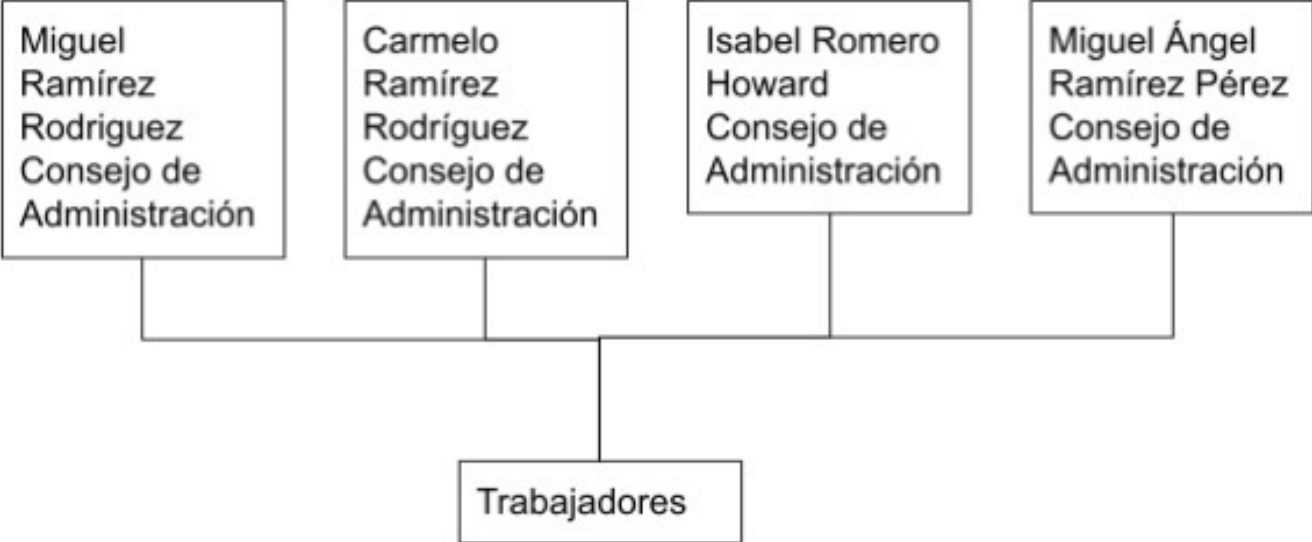 Miguel
Ramírez
Rodriguez
Consejo de
Administración
Carmelo
Ramírez
Rodríguez
Consejo de
Administración
Isabel Romero
Howard
Consejo de
Administración
Miguel Ángel
Ramírez Pérez
Consejo de
Administración
Trabajadores